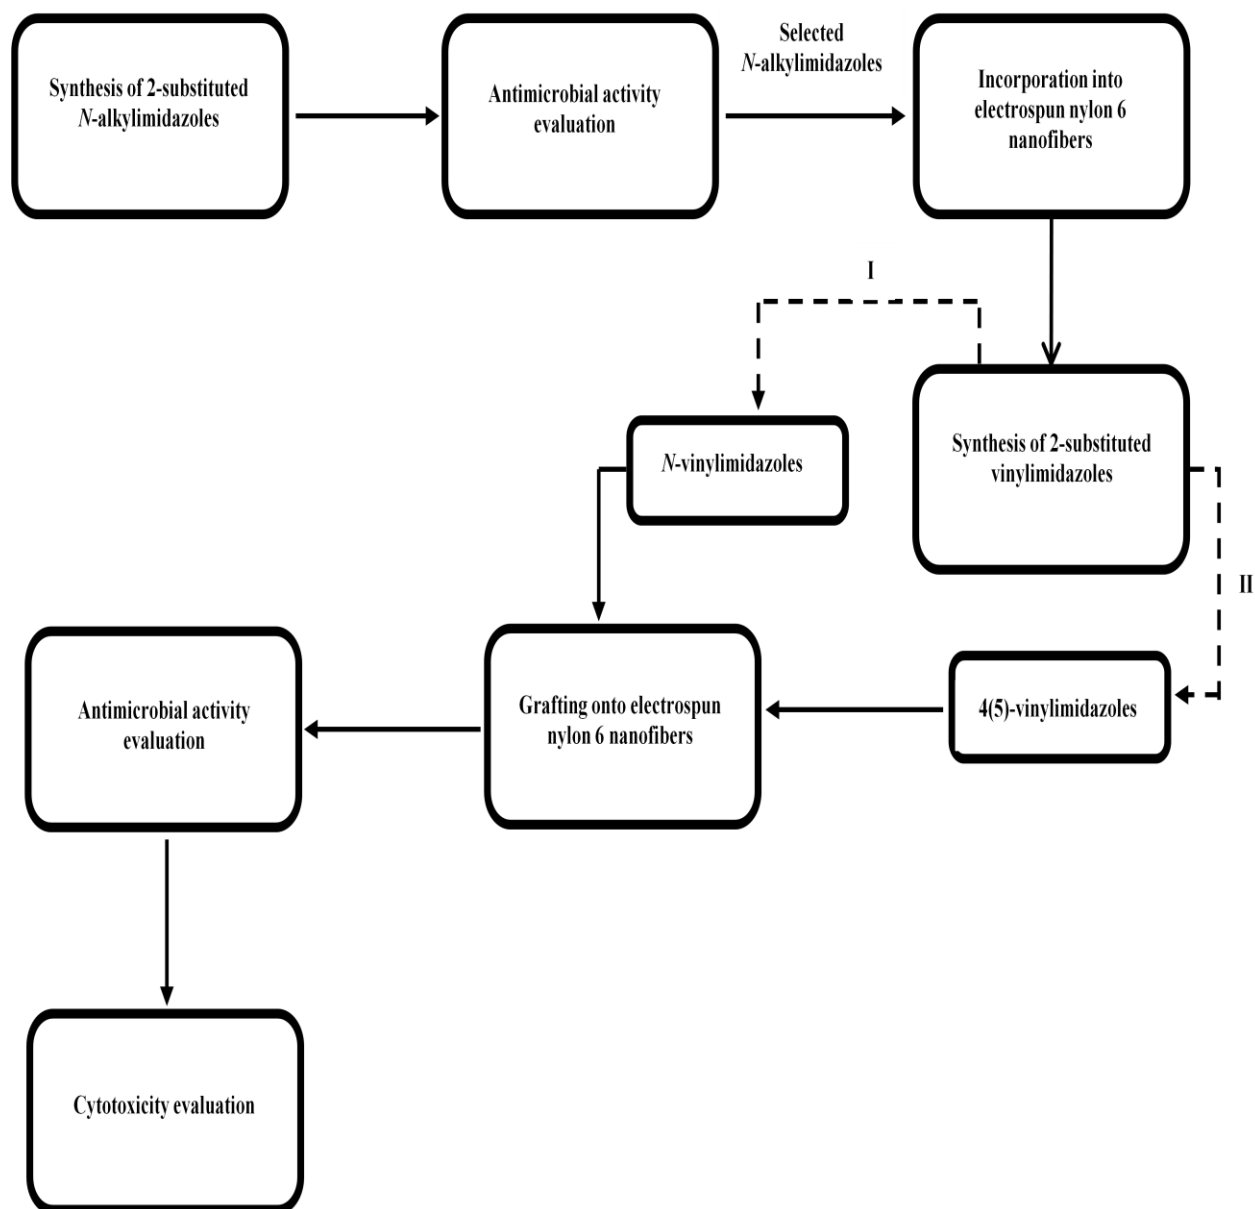 Synthesis of 2-substituted
N-alkylimidazoles
Antimicrobial activity
evaluation
Selected
N-alkylimidazoles
Incorporation into
electrospun nylon 6
nanofibers
I
Synthesis of 2-substituted
vinylimidazoles
N-vinylimidazoles
II
4(5)-vinylimidazoles
Grafting onto electrospun
nylon 6 nanofibers
Antimicrobial activity
evaluation
Cytotoxicity evaluation